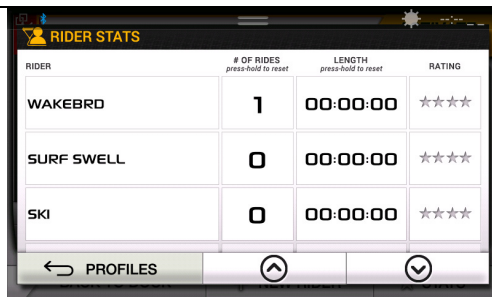 --:--
RIDER STATS
RIDER
# OF RIDES
press-hold to reset
LENGTH
press-hold to reset
RATING
WAKEBRD
1
00:00:00
SURF SWELL
0
00:00:00
SKI
0
00:00:00
PROFILES